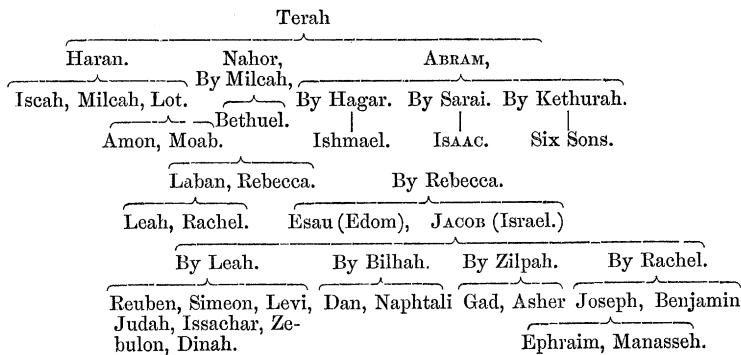 Terah
Haran. Nahor, ABRAM,
By Milcah,
Iscah, Milcah, Lot. By Hagar. By Sarai. By Kethurah.
Bethuel.
Amon, Moab. Ishmael. ISAAC. Six Sons.
Laban, Rebecca. By Rebecca.
Leah, Rachel. Esau (Edom), JACOB (Israel.)
By Leah. By Bilhah. By Zilpah. By Rachel.
Reuben, Simeon, Levi, Dan, Naphtali Gad, Asher Joseph, Benjamin
Judah, Issachar, Ze-
bulon, Dinah. Ephraim, Manasseh.